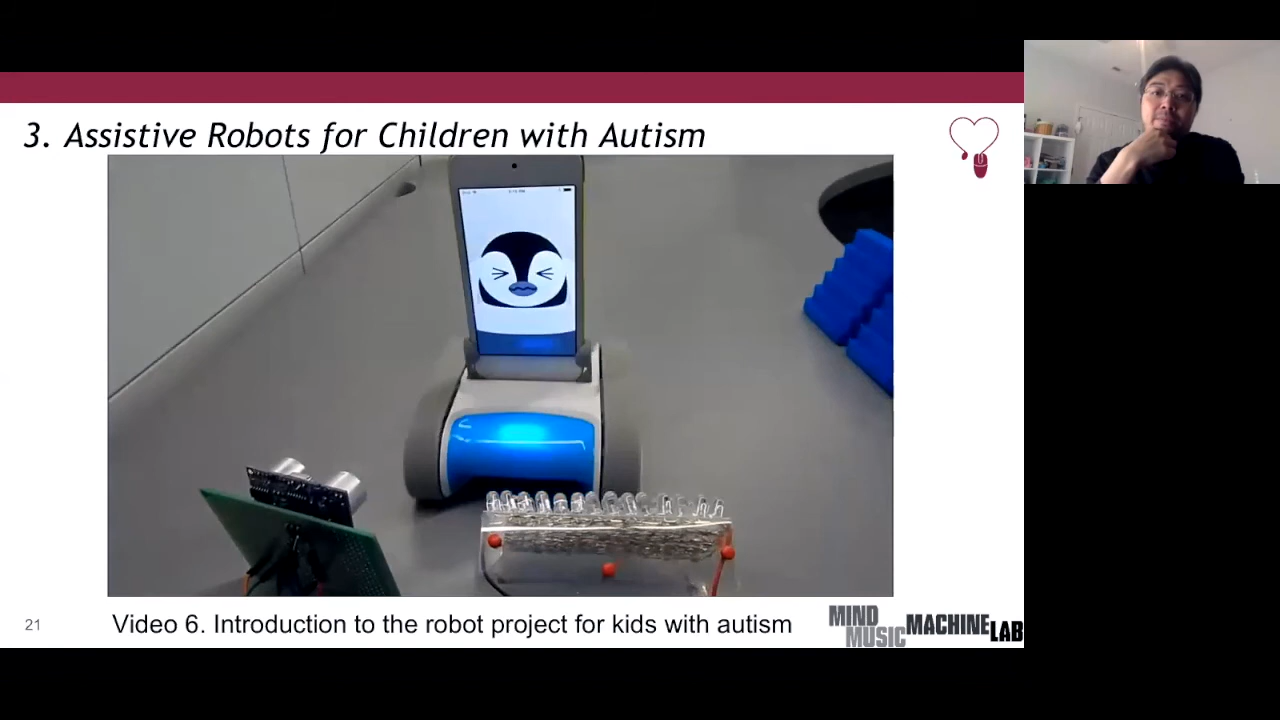 3. Assistive Robots for Children with Autism
21
Video 6. Introduction to the robot project for kids with autism
MIND
MUSIC
MACHINE
LAB